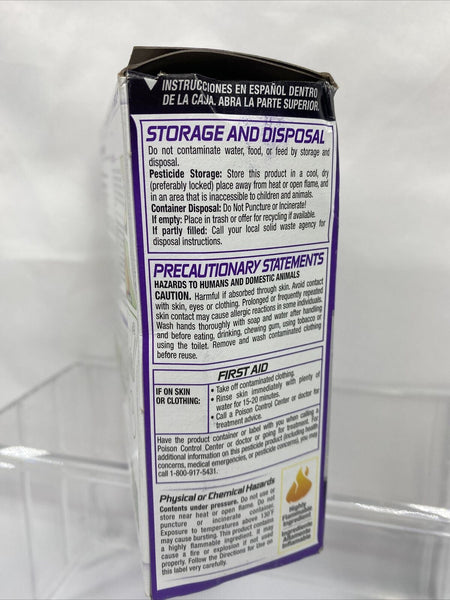 INSTRUCCIONES EN ESPAÑOL DENTRO
DE LA CAJA. ABRA LA PARTE SUPERIOR.
STORAGE AND DISPOSAL
Do not contaminate water, food, or feed by storage and
disposal.
Pesticide Storage: Store this product in a cool, dry
(preferably locked) place away from heat or open flame, and
in an area that is inaccessible to children and animals.
Container Disposal: Do Not Puncture or Incinerate!
If empty: Place in trash or offer for recycling if available.
If partly filled: Call your local solid waste agency for
disposal instructions.
PRECAUTIONARY STATEMENTS
HAZARDS TO HUMANS AND DOMESTIC ANIMALS
CAUTION. Harmful if absorbed through skin. Avoid contact
with skin, eyes or clothing. Prolonged or frequently repeated
skin contact may cause allergic reactions in some individuals.
Wash hands thoroughly with soap and water after handling
and before eating, drinking, chewing gum, using tobacco or
using the toilet. Remove and wash contaminated clothing
before reuse.
FIRST AID
IF ON SKIN
OR CLOTHING:
• Take off contaminated clothing.
• Rinse skin immediately with plenty of
water for 15-20 minutes.
• Call a Poison Control Center or doctor for
treatment advice.
Have the product container or label with you when calling a
Poison Control Center or doctor or going for treatment. For
additional information on this pesticide product (including health
concerns, medical emergencies, or pesticide concerns), you may
call 1-800-917-5431.
Physical or Chemical Hazards
Contents under pressure. Do not use or
store near heat or open flame. Do not
puncture or incinerate container.
Exposure to temperatures above 130˚F
may cause bursting. This product contains
a highly flammable ingredient. It may
cause a fire or explosion if not used
properly. Follow the Directions for Use on
this label very carefully.
Highly
Flammable
Ingredient
Ingrediente
Altamente
Inflamable